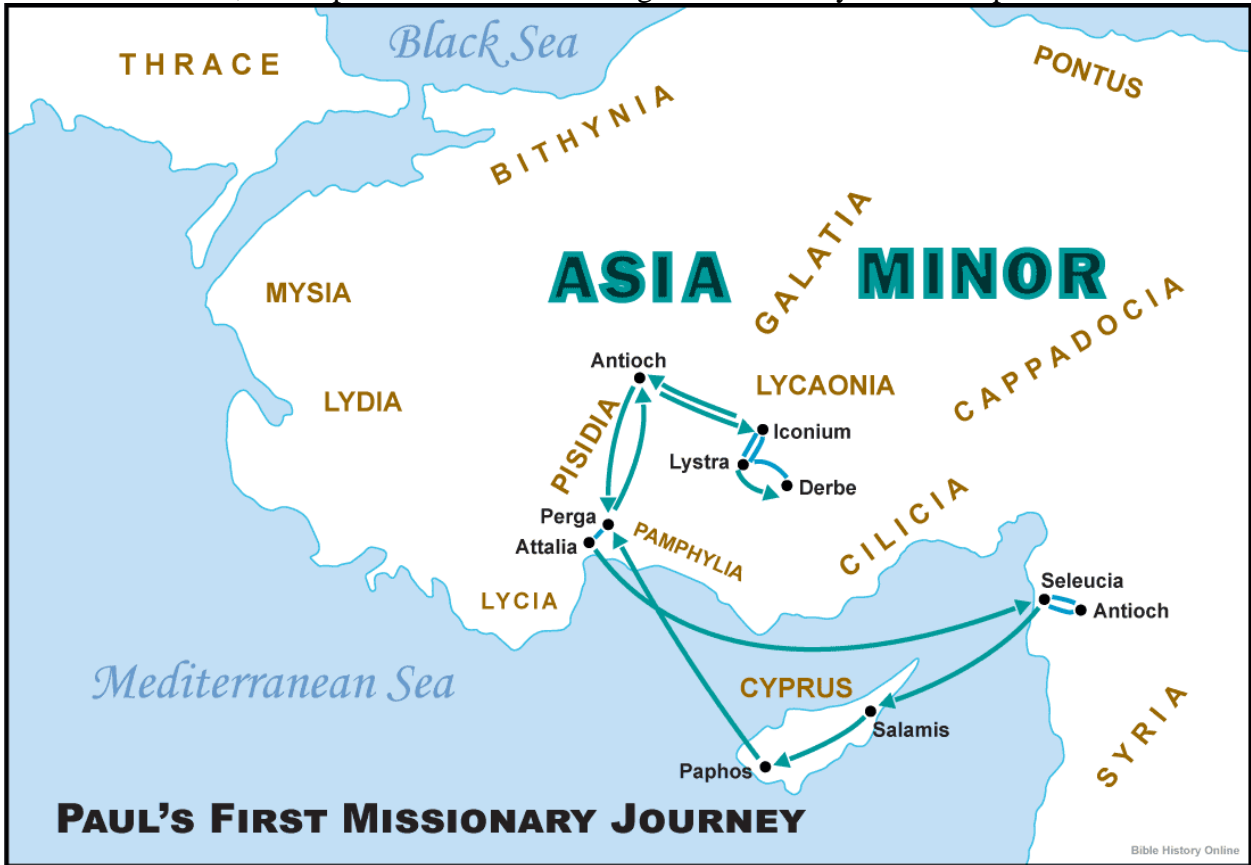 Black Sea
THRACE
PONTUS
BITHYNIA
GALATIA
ASIA MINOR
MYSIA
CAPPADOCIA
Antioch
LYCAONIA
LYDIA
PISIDIA
Iconium
Lystra
Derbe
Perga
Attalia
PAMPHYLIA
CILICIA
LYCIA
Seleucia
Antioch
Mediterranean Sea
CYPRUS
Salamis
SYRIA
Paphos
PAUL'S FIRST MISSIONARY JOURNEY
Bible History Online